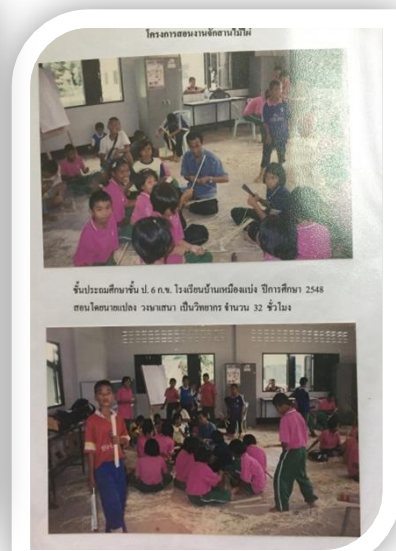 โครงการสอนงานจักสานไม้ไผ่
ชั้นประถมศึกษาชั้น ป. 6 ก.ข. โรงเรียนบ้านเหมืองแบ่ง ปีการศึกษา 2548
สอนโดยนายแปลง วงษาเสนา เป็นวิทยากร จำนวน 32 ชั่วโมง